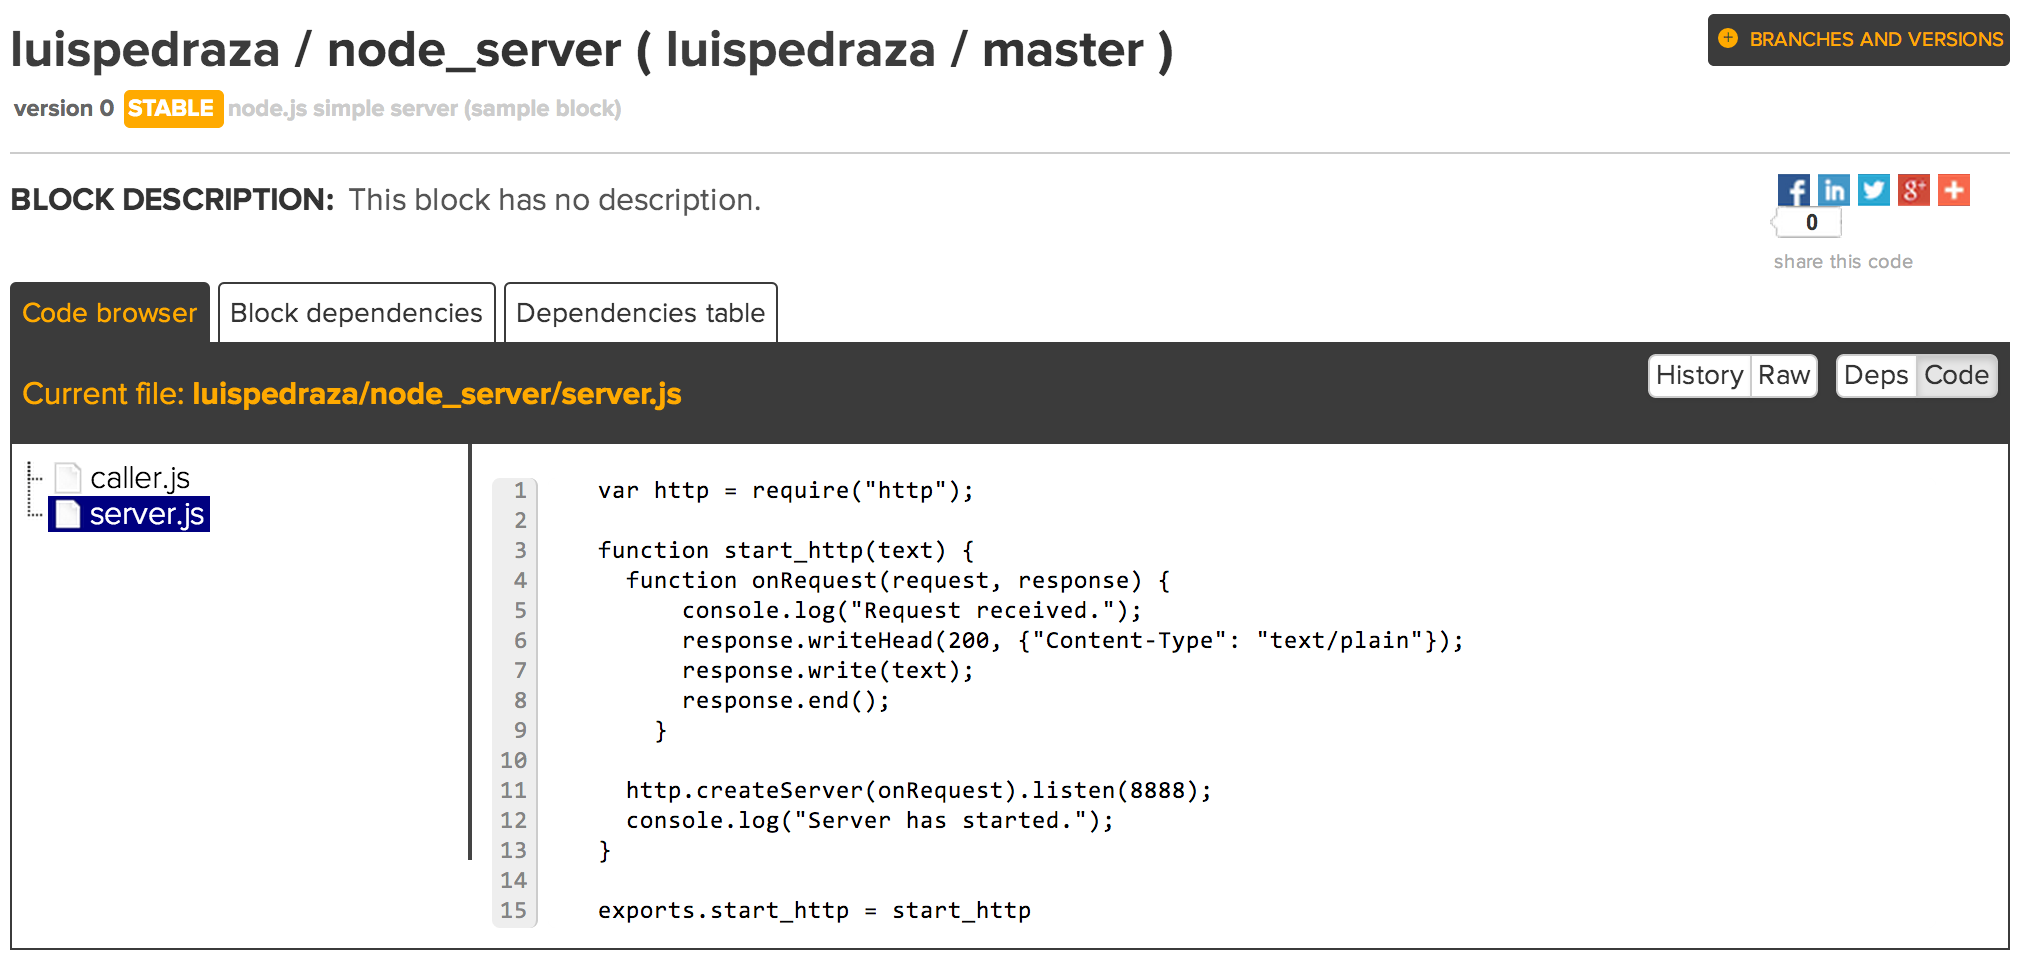 luispedraza / node_server ( luispedraza / master )
BRANCHES AND VERSIONS
version 0 STABLE node.js simple server (sample block)
BLOCK DESCRIPTION: This block has no description.
f in g+
0
share this code
Code browser Block dependencies Dependencies table
Current file: luispedraza/node_server/server.js
History Raw Deps Code
caller.js
server.js
1 var http = require("http");
2
3 function start_http(text) {
4 function onRequest(request, response) {
5 console.log("Request received.");
6 response.writeHead(200, {"Content-Type": "text/plain"});
7 response.write(text);
8 response.end();
9 }
10
11 http.createServer(onRequest).listen(8888);
12 console.log("Server has started.");
13 }
14
15 exports.start_http = start_http